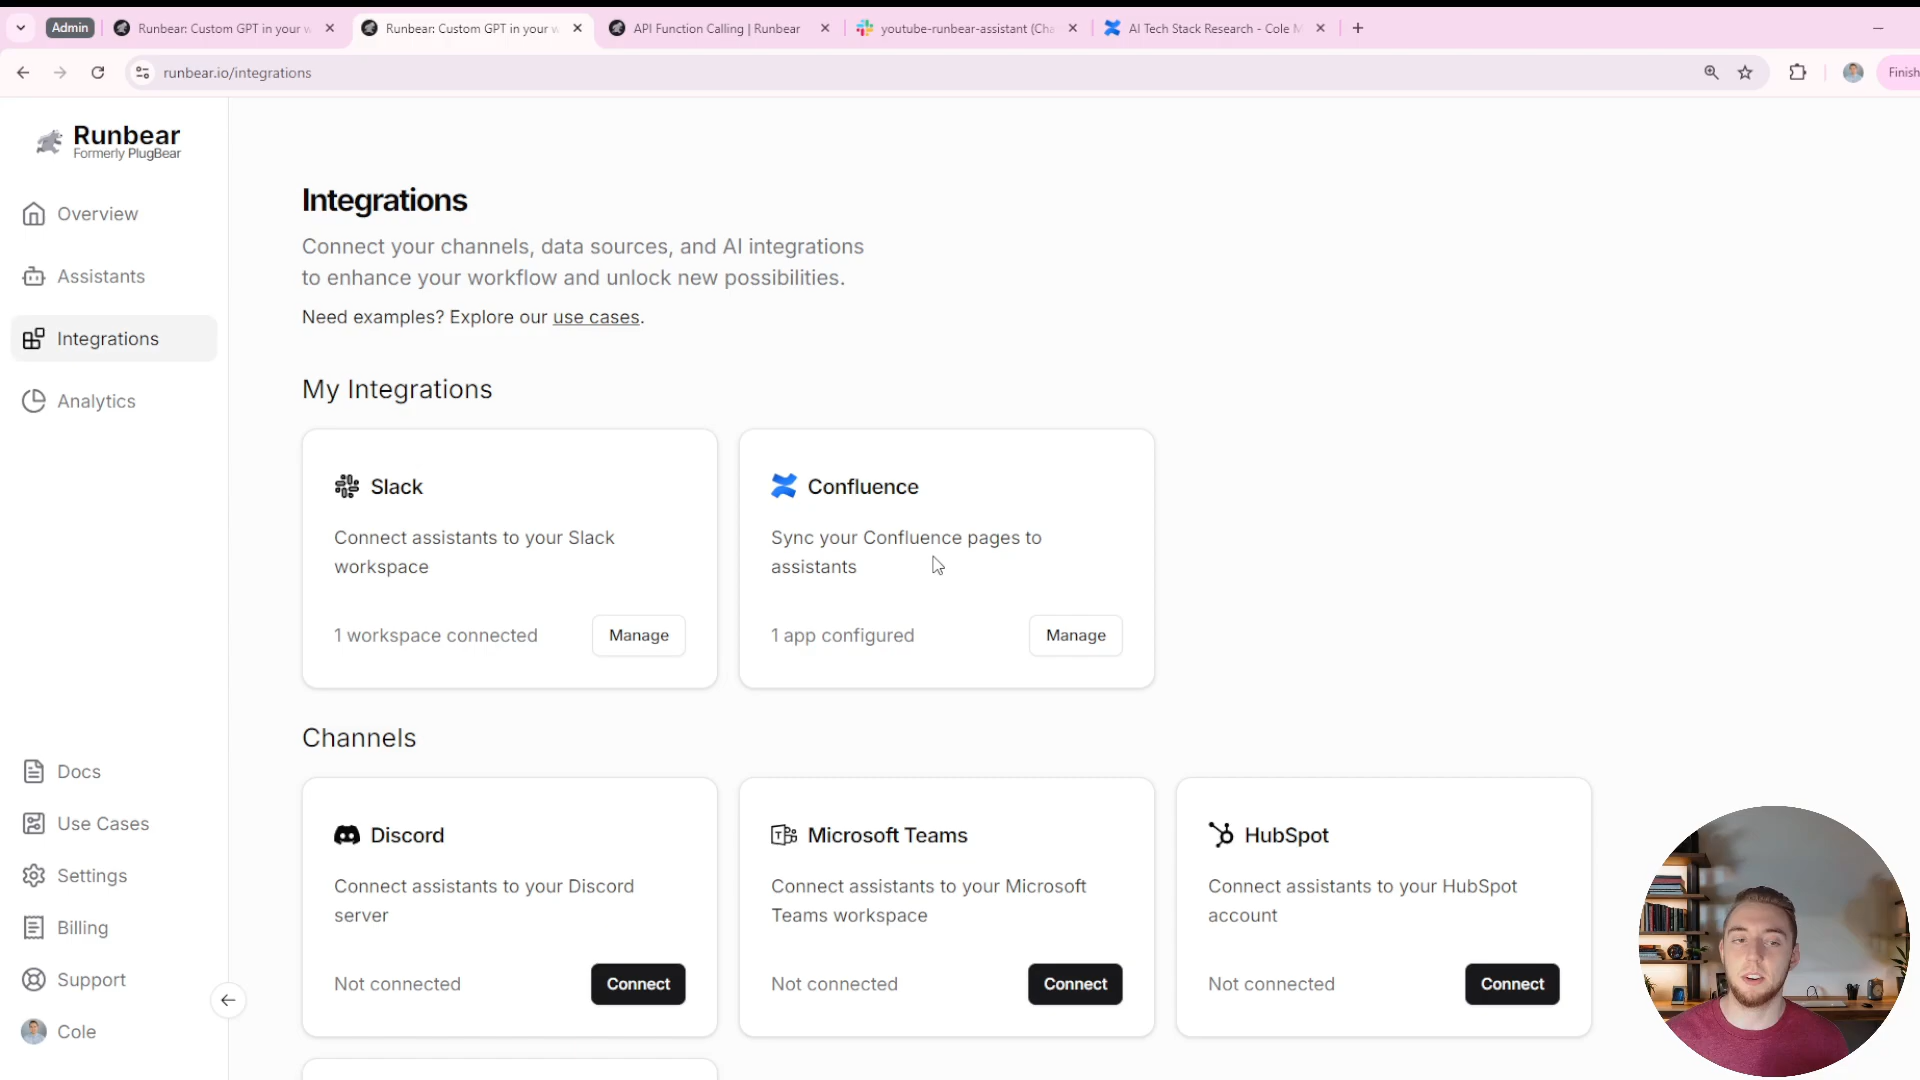 Admin
Runbear: Custom GPT in your w
Runbear: Custom GPT in your w
API Function Calling | Runbear
youtube-runbear-assistant (Cha
AI Tech Stack Research - Cole M
runbear.io/integrations
Finish
Runbear
Formerly PlugBear
Overview
Assistants
Integrations
Analytics
Docs
Use Cases
Settings
Billing
Support
Cole
Integrations
Connect your channels, data sources, and AI integrations
to enhance your workflow and unlock new possibilities.
Need examples? Explore our use cases.
My Integrations
Slack
Connect assistants to your Slack
workspace
1 workspace connected
Manage
Confluence
Sync your Confluence pages to
assistants
1 app configured
Manage
Channels
Discord
Connect assistants to your Discord
server
Not connected
Connect
Microsoft Teams
Connect assistants to your Microsoft
Teams workspace
Not connected
Connect
HubSpot
Connect assistants to your HubSpot
account
Not connected
Connect